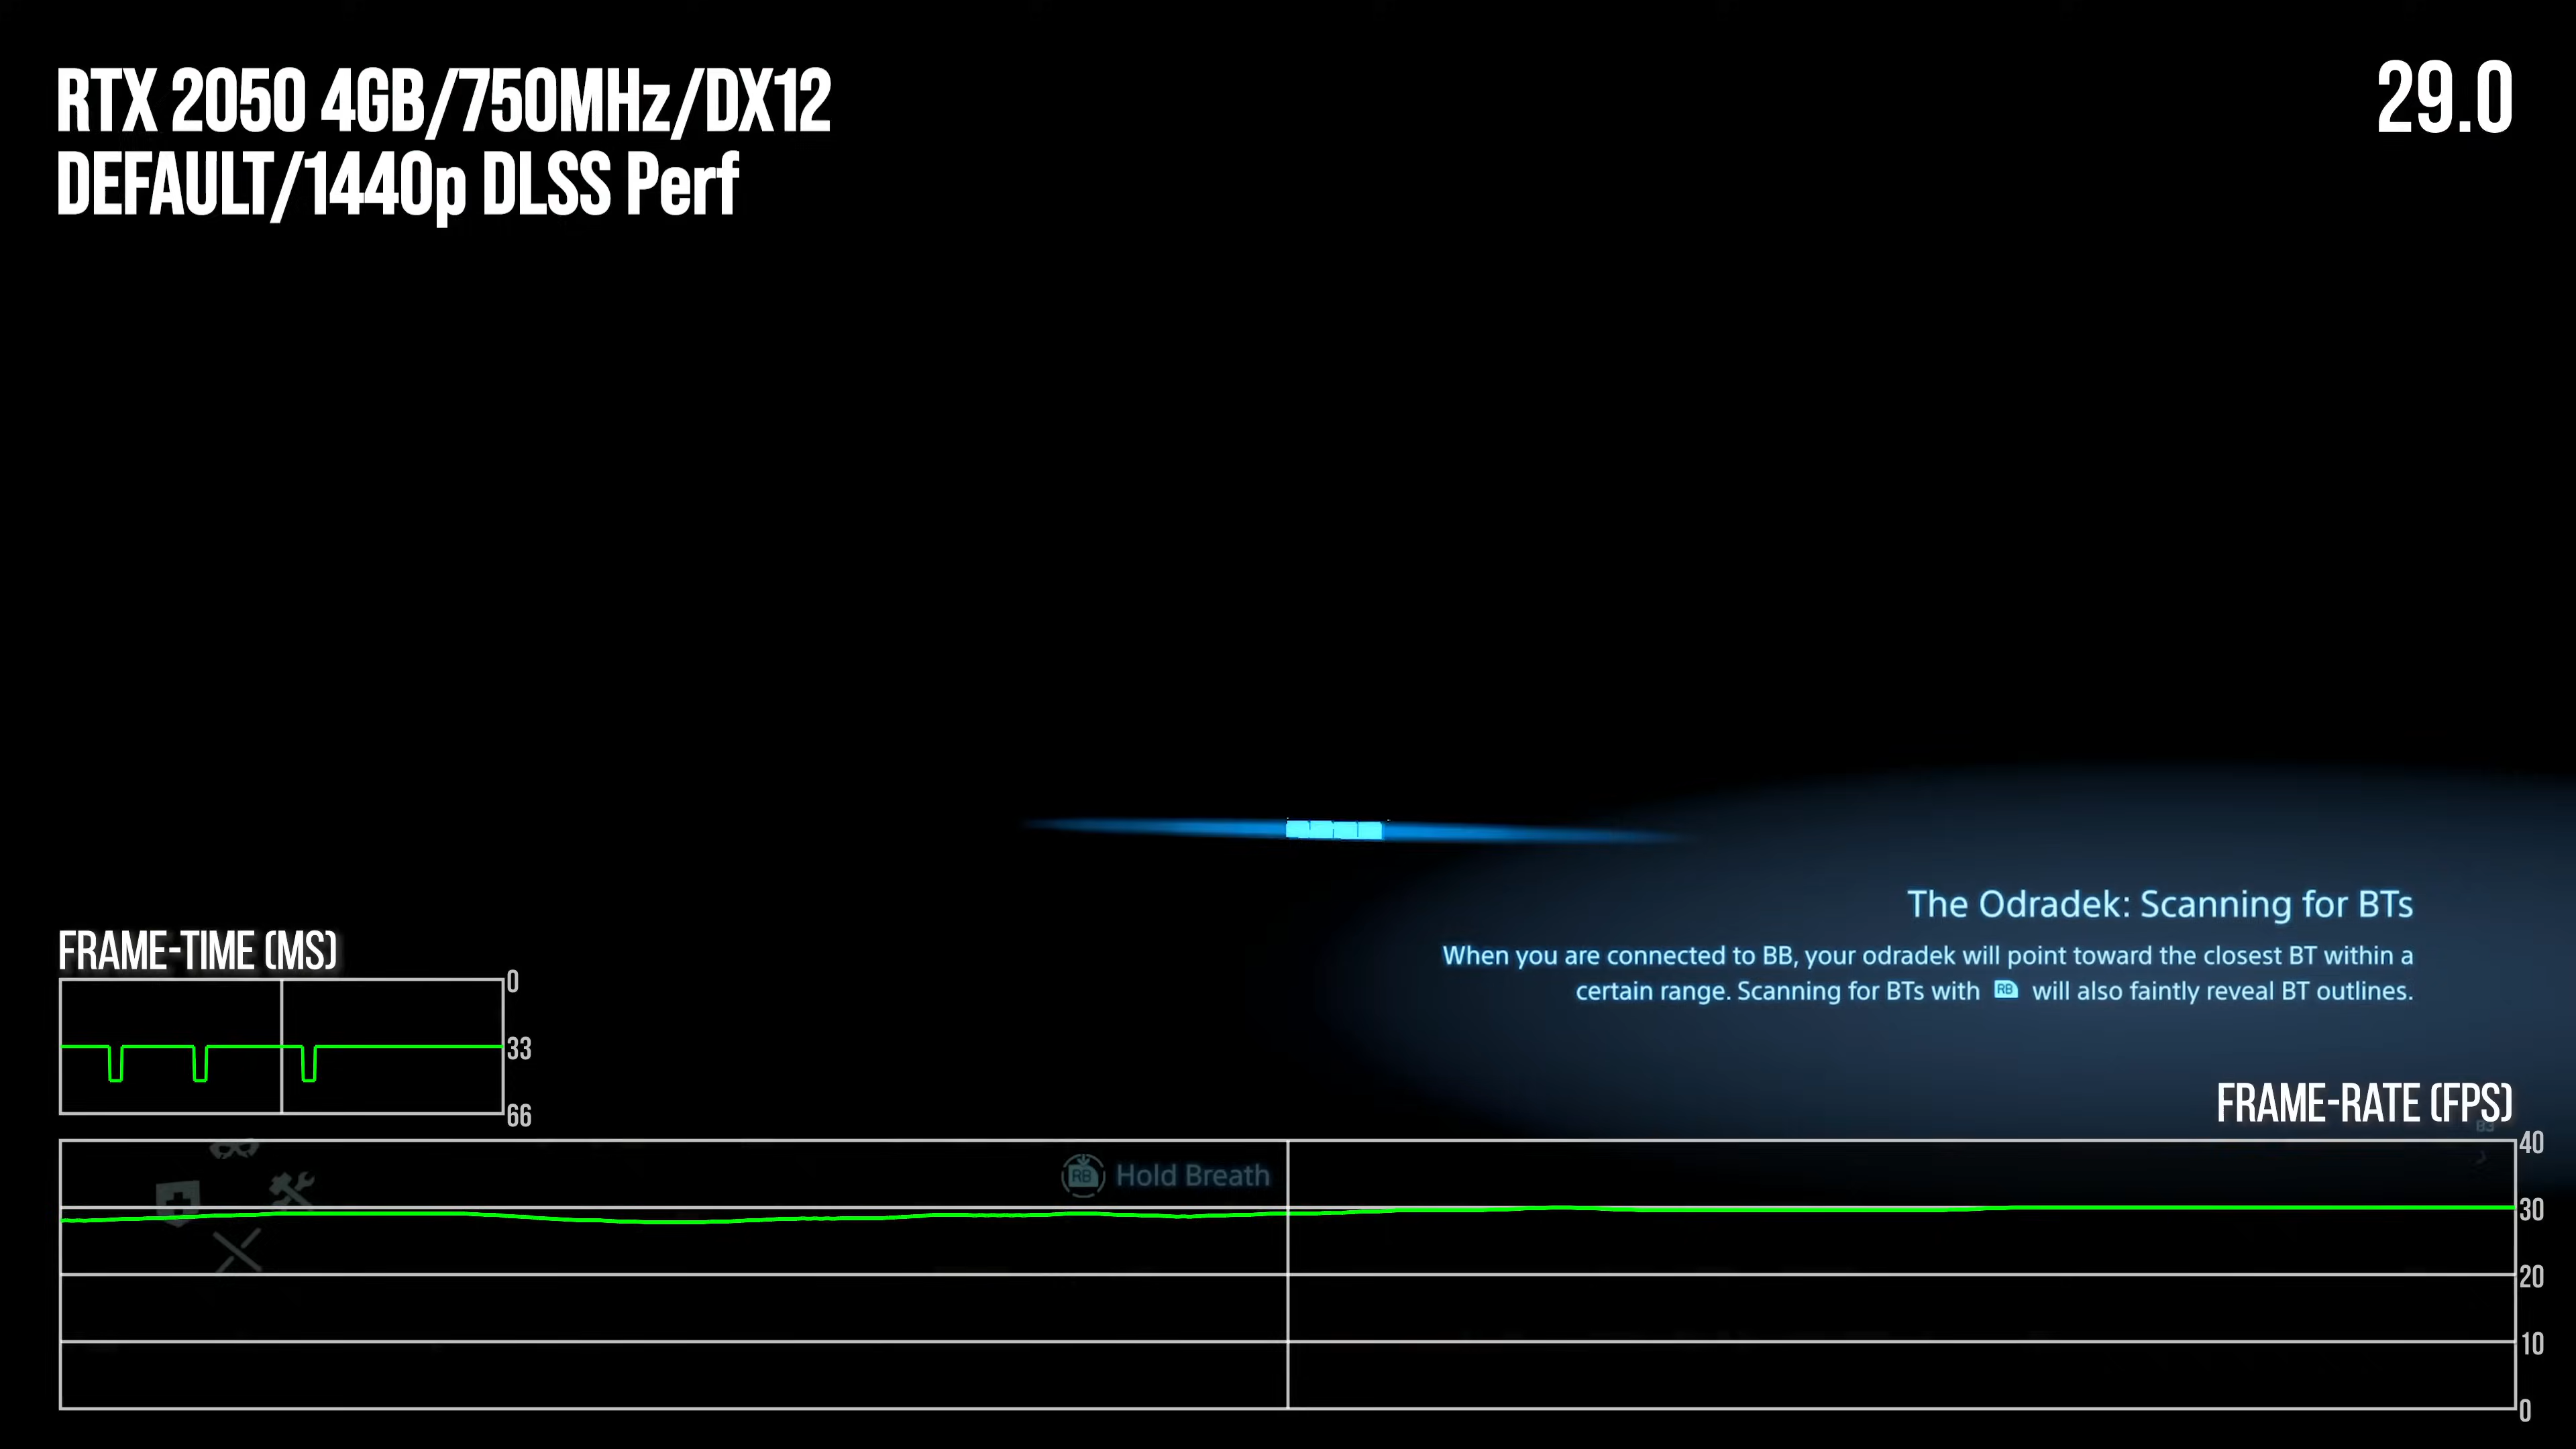 RTX 2050 4GB/750MHz/DX12
DEFAULT/1440p DLSS Perf
29.0
The Odradek: Scanning for BTs
When you are connected to BB, your odradek will point toward the closest BT within a
certain range. Scanning for BTs with RB will also faintly reveal BT outlines.
FRAME-TIME (MS)
0
33
66
FRAME-RATE (FPS)
40
30
20
10
0
RB Hold Breath